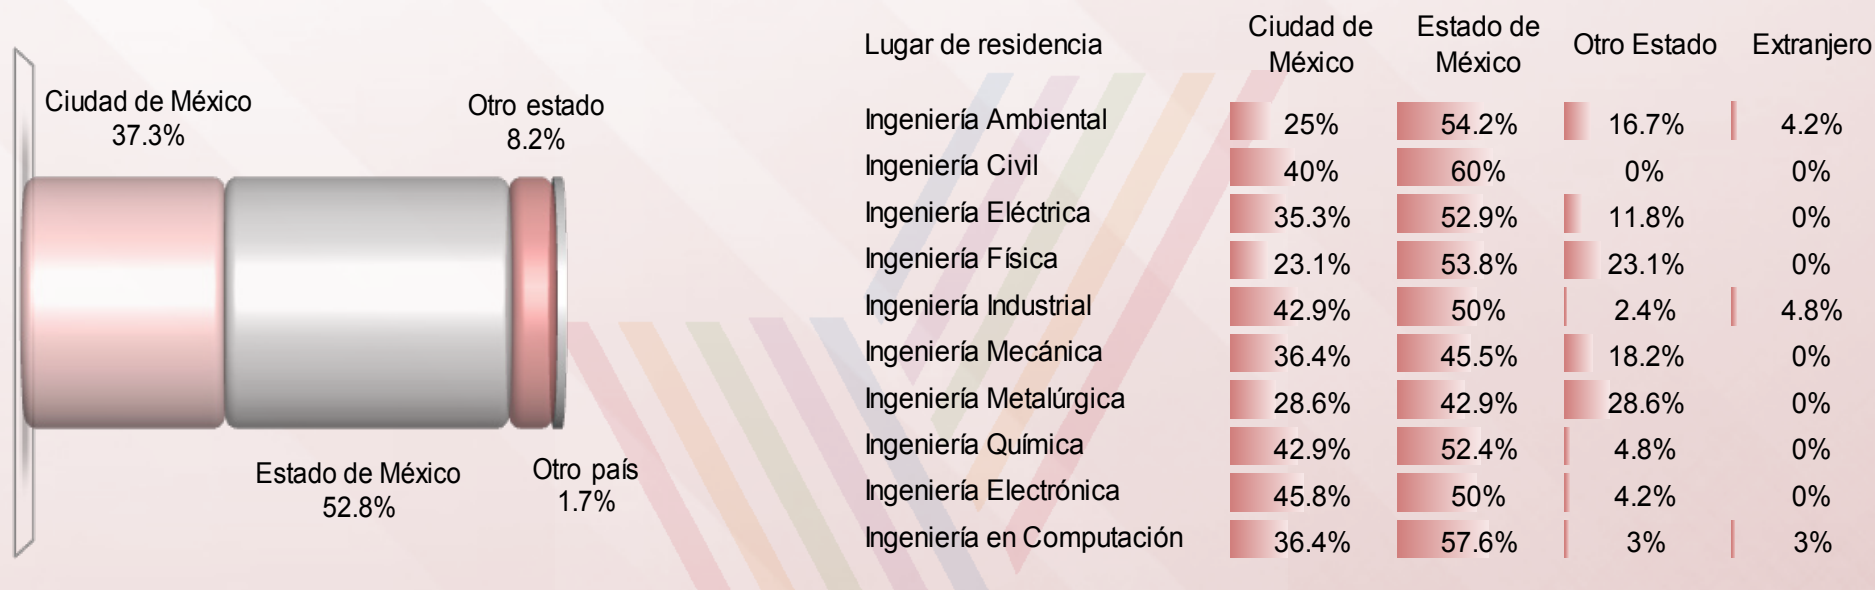 Ciudad de México
37.3%
Otro estado
8.2%
Estado de México
52.8%
Otro país
1.7%
Lugar de residencia Ciudad de México Estado de México Otro Estado Extranjero
Ingeniería Ambiental 25% 54.2% 16.7% 4.2%
Ingeniería Civil 40% 60% 0% 0%
Ingeniería Eléctrica 35.3% 52.9% 11.8% 0%
Ingeniería Física 23.1% 53.8% 23.1% 0%
Ingeniería Industrial 42.9% 50% 2.4% 4.8%
Ingeniería Mecánica 36.4% 45.5% 18.2% 0%
Ingeniería Metalúrgica 28.6% 42.9% 28.6% 0%
Ingeniería Química 42.9% 52.4% 4.8% 0%
Ingeniería Electrónica 45.8% 50% 4.2% 0%
Ingeniería en Computación 36.4% 57.6% 3% 3%